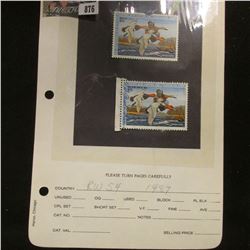 876
PLEASE TURN PAGES CAREFULLY
COUNTRY RW 54 1987
UNUSED OG USED BLOCK PL. BLK
CPL SET SHORT SET V.F. FINE AVE.
CAT NO. NOTES
CAT. VAL. SELLING PRICE